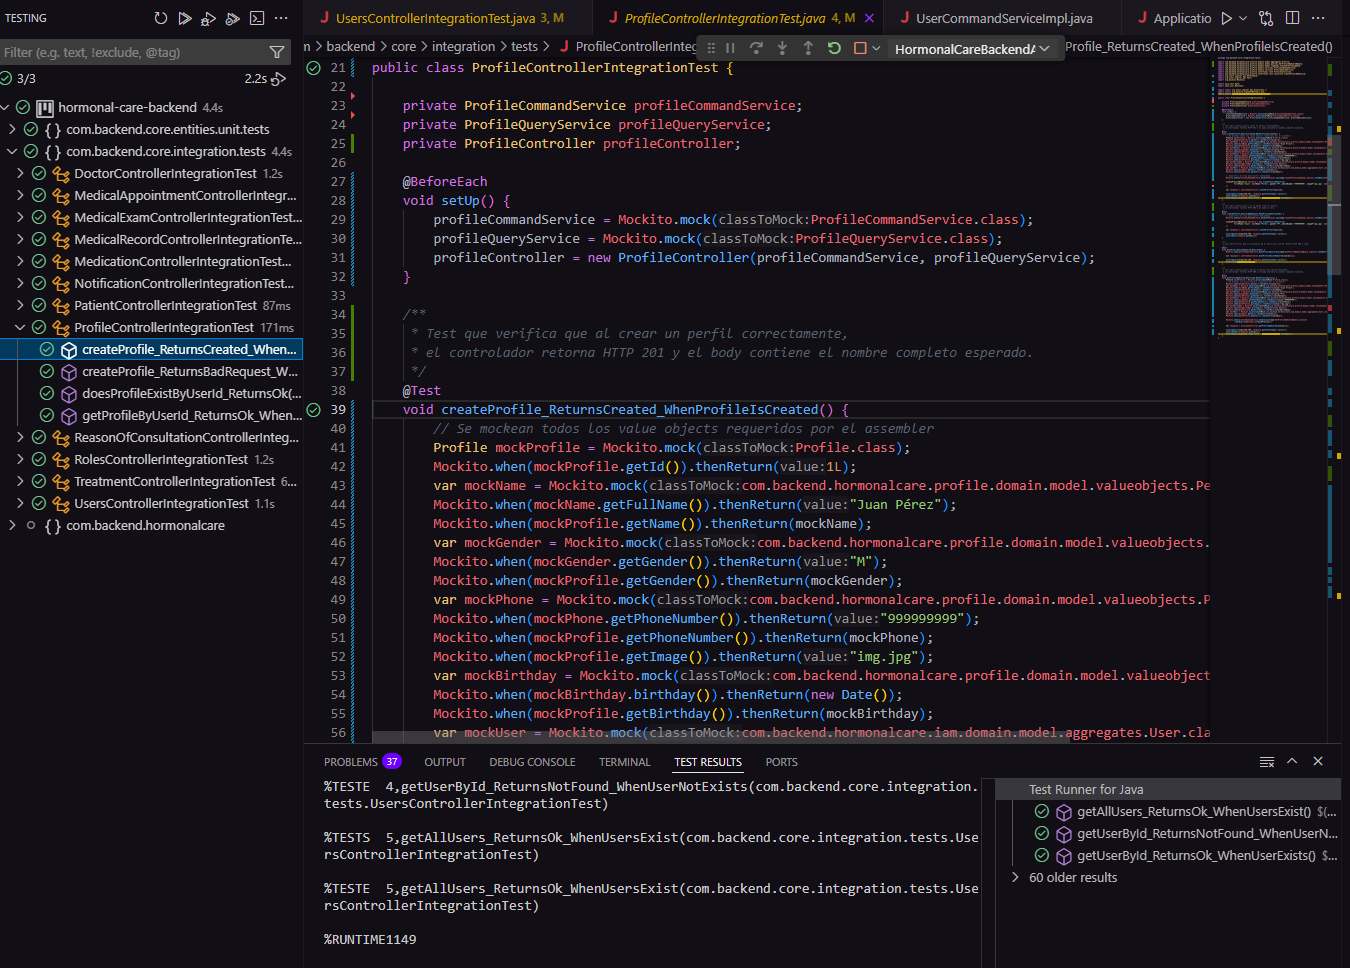 TESTING
Filter (e.g. text, !exclude, @tag)
3/3
2.2s
hormonal-care-backend 4.4s
{} com.backend.core.entities.unit.tests
{} com.backend.core.integration.tests 4.4s
DoctorControllerIntegrationTest 1.2s
MedicalAppointmentControllerIntegr...
MedicalExamControllerIntegrationTest...
MedicalRecordControllerIntegrationTe...
MedicationControllerIntegrationTest...
NotificationControllerIntegrationTest...
PatientControllerIntegrationTest 87ms
ProfileControllerIntegrationTest 171ms
createProfile_ReturnsCreated_When...
createProfile_ReturnsBadRequest_W...
doesProfileExistByUserId_ReturnsOk(...
getProfileByUserId_ReturnsOk_When...
ReasonOfConsultationControllerInteg...
RolesControllerIntegrationTest 1.2s
TreatmentControllerIntegrationTest 6...
UsersControllerIntegrationTest 1.1s
{} com.backend.hormonalcare
J UsersControllerIntegrationTest.java 3, M
J ProfileControllerIntegrationTest.java 4, M
J UserCommandServiceImpl.java
J Applicatio
m > backend > core > integration > tests > J ProfileControllerInteg
HormonalCareBackendA
Profile_ReturnsCreated_WhenProfileIsCreated()
21 public class ProfileControllerIntegrationTest {
22
23 private ProfileCommandService profileCommandService;
24 private ProfileQueryService profileQueryService;
25 private ProfileController profileController;
26
27 @BeforeEach
28 void setUp() {
29 profileCommandService = Mockito.mock(classToMock:ProfileCommandService.class);
30 profileQueryService = Mockito.mock(classToMock:ProfileQueryService.class);
31 profileController = new ProfileController(profileCommandService, profileQueryService);
32 }
33
34 /**
35 * Test que verifica que al crear un perfil correctamente,
36 * el controlador retorna HTTP 201 y el body contiene el nombre completo esperado.
37 */
38 @Test
39 void createProfile_ReturnsCreated_WhenProfileIsCreated() {
40 // Se mockean todos los value objects requeridos por el assembler
41 Profile mockProfile = Mockito.mock(classToMock:Profile.class);
42 Mockito.when(mockProfile.getId()).thenReturn(value:1L);
43 var mockName = Mockito.mock(classToMock:com.backend.hormonalcare.profile.domain.model.valueobjects.Pe
44 Mockito.when(mockName.getFullName()).thenReturn(value:"Juan Pérez");
45 Mockito.when(mockProfile.getName()).thenReturn(mockName);
46 var mockGender = Mockito.mock(classToMock:com.backend.hormonalcare.profile.domain.model.valueobjects.
47 Mockito.when(mockGender.getGender()).thenReturn(value:"M");
48 Mockito.when(mockProfile.getGender()).thenReturn(mockGender);
49 var mockPhone = Mockito.mock(classToMock:com.backend.hormonalcare.profile.domain.model.valueobjects.P
50 Mockito.when(mockPhone.getPhoneNumber()).thenReturn(value:"999999999");
51 Mockito.when(mockProfile.getPhoneNumber()).thenReturn(mockPhone);
52 Mockito.when(mockProfile.getImage()).thenReturn(value:"img.jpg");
53 var mockBirthday = Mockito.mock(classToMock:com.backend.hormonalcare.profile.domain.model.valueobject
54 Mockito.when(mockBirthday.birthday()).thenReturn(new Date());
55 Mockito.when(mockProfile.getBirthday()).thenReturn(mockBirthday);
56 var mockUser = Mockito.mock(classToMock:com.backend.hormonalcare.iam.domain.model.aggregates.User.cla
PROBLEMS 37 OUTPUT DEBUG CONSOLE TERMINAL TEST RESULTS PORTS
%TESTE 4,getUserById_ReturnsNotFound_WhenUserNotExists(com.backend.core.integration.
tests.UsersControllerIntegrationTest)
%TESTS 5,getAllUsers_ReturnsOk_WhenUsersExist(com.backend.core.integration.tests.Use
rsControllerIntegrationTest)
%TESTE 5,getAllUsers_ReturnsOk_WhenUsersExist(com.backend.core.integration.tests.Use
rsControllerIntegrationTest)
%RUNTIME1149
Test Runner for Java
getAllUsers_ReturnsOk_WhenUsersExist() $(...
getUserById_ReturnsNotFound_WhenUserN...
getUserById_ReturnsOk_WhenUserExists() $...
60 older results